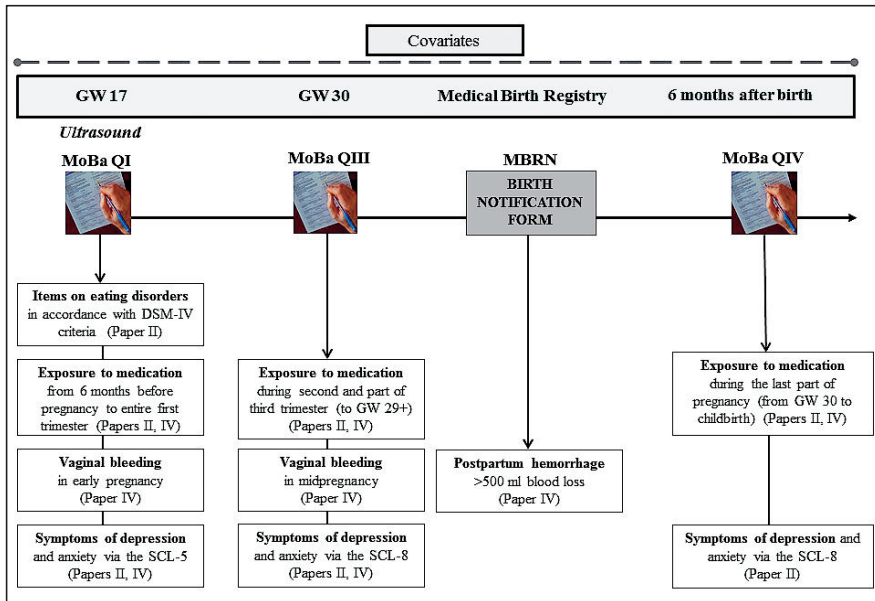 Covariates
GW 17
GW 30
Medical Birth Registry
6 months after birth
Ultrasound
MoBa QI
MoBa QIII
MBRN
MoBa QIV
BIRTH
NOTIFICATION
FORM
Items on eating disorders
in accordance with DSM-IV
criteria (Paper II)
Exposure to medication
from 6 months before
pregnancy to entire first
trimester (Papers II, IV)
Vaginal bleeding
in early pregnancy
(Paper IV)
Symptoms of depression
and anxiety via the SCL-5
(Papers II, IV)
Exposure to medication
during second and part of
third trimester (to GW 29+)
(Papers II, IV)
Vaginal bleeding
in midpregnancy
(Paper IV)
Symptoms of depression
and anxiety via the SCL-8
(Papers II, IV)
Postpartum hemorrhage
>500 ml blood loss
(Paper IV)
Exposure to medication
during the last part of
pregnancy (from GW 30 to
childbirth) (Papers II, IV)
Symptoms of depression and
anxiety via the SCL-8
(Paper II)